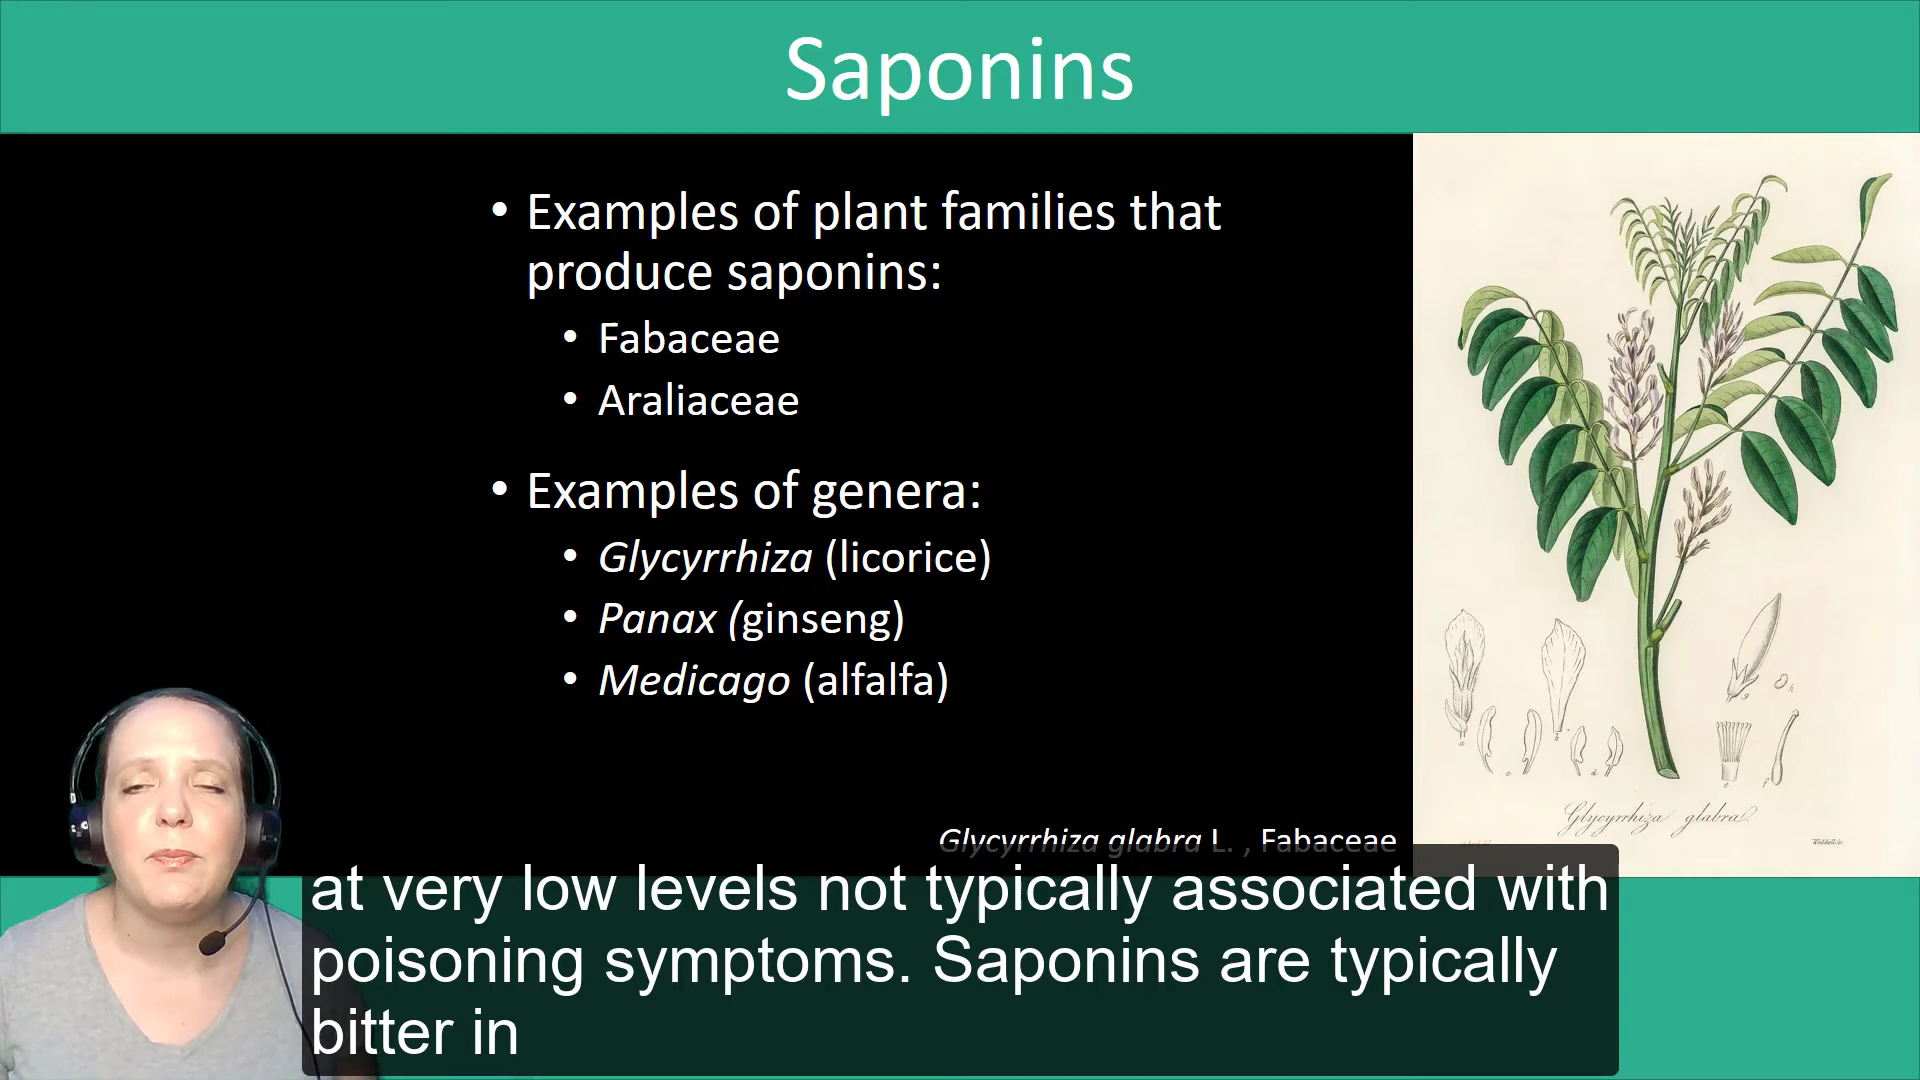 Saponins
• Examples of plant families that
produce saponins:
• Fabaceae
• Araliaceae
• Examples of genera:
• Glycyrrhiza (licorice)
• Panax (ginseng)
• Medicago (alfalfa)
Glycyrrhiza glabra
Glycyrrhiza glabra L. , Fabaceae
at very low levels not typically associated with
poisoning symptoms. Saponins are typically
bitter in